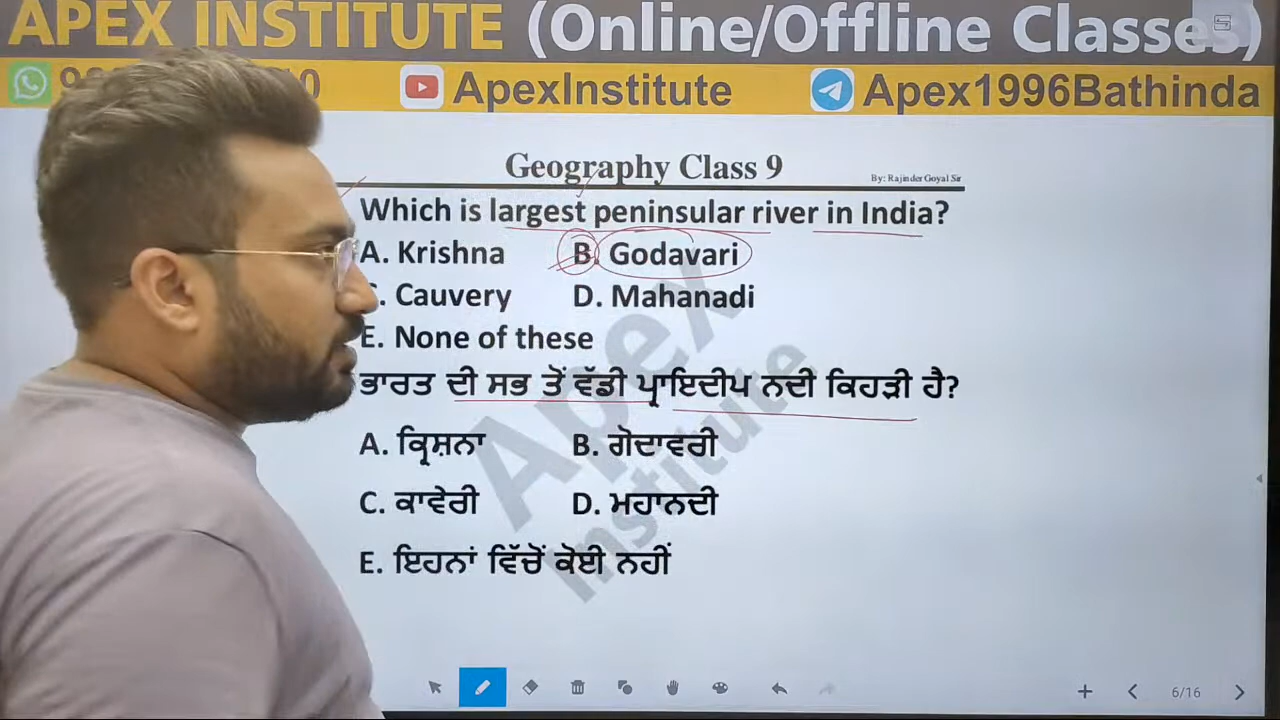 APEX INSTITUTE (Online/Offline Classes)
ApexInstitute
Apex1996Bathinda
Geography Class 9
By: Rajinder Goyal Sir
Which is largest peninsular river in India?
A. Krishna B. Godavari
C. Cauvery D. Mahanadi
E. None of these
ਭਾਰਤ ਦੀ ਸਭ ਤੋਂ ਵੱਡੀ ਪ੍ਰਾਇਦੀਪ ਨਦੀ ਕਿਹੜੀ ਹੈ?
A. ਕ੍ਰਿਸ਼ਨਾ B. ਗੋਦਾਵਰੀ
C. ਕਾਵੇਰੀ D. ਮਹਾਨਦੀ
E. ਇਹਨਾਂ ਵਿੱਚੋਂ ਕੋਈ ਨਹੀਂ
Apex
Institute
6/16